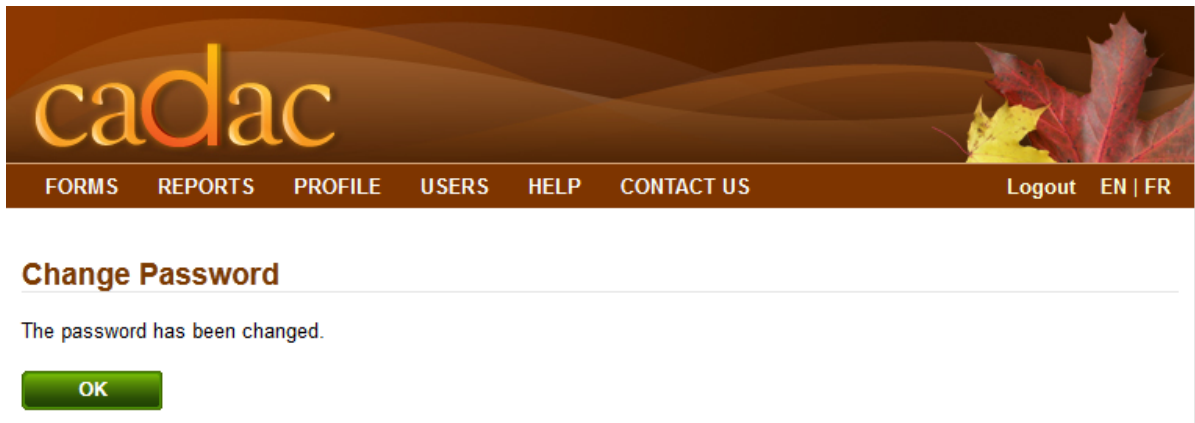 cadac
FORMS REPORTS PROFILE USERS HELP CONTACT US Logout EN | FR
Change Password
The password has been changed.
OK